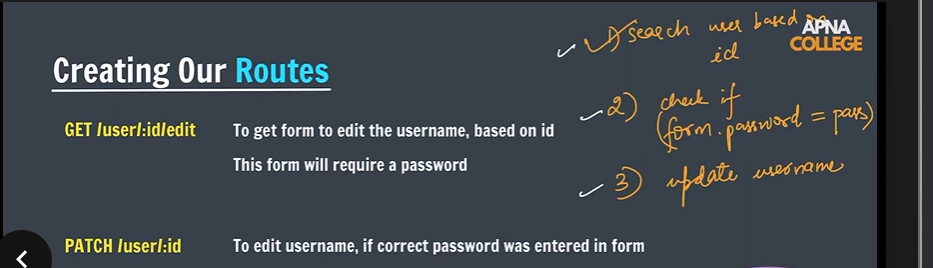 APNA
COLLEGE
Creating Our Routes
GET /user/:id/edit To get form to edit the username, based on id
This form will require a password
PATCH /user/:id To edit username, if correct password was entered in form
1) search user based on
id
2) check if
(form.password = pass)
3) update username